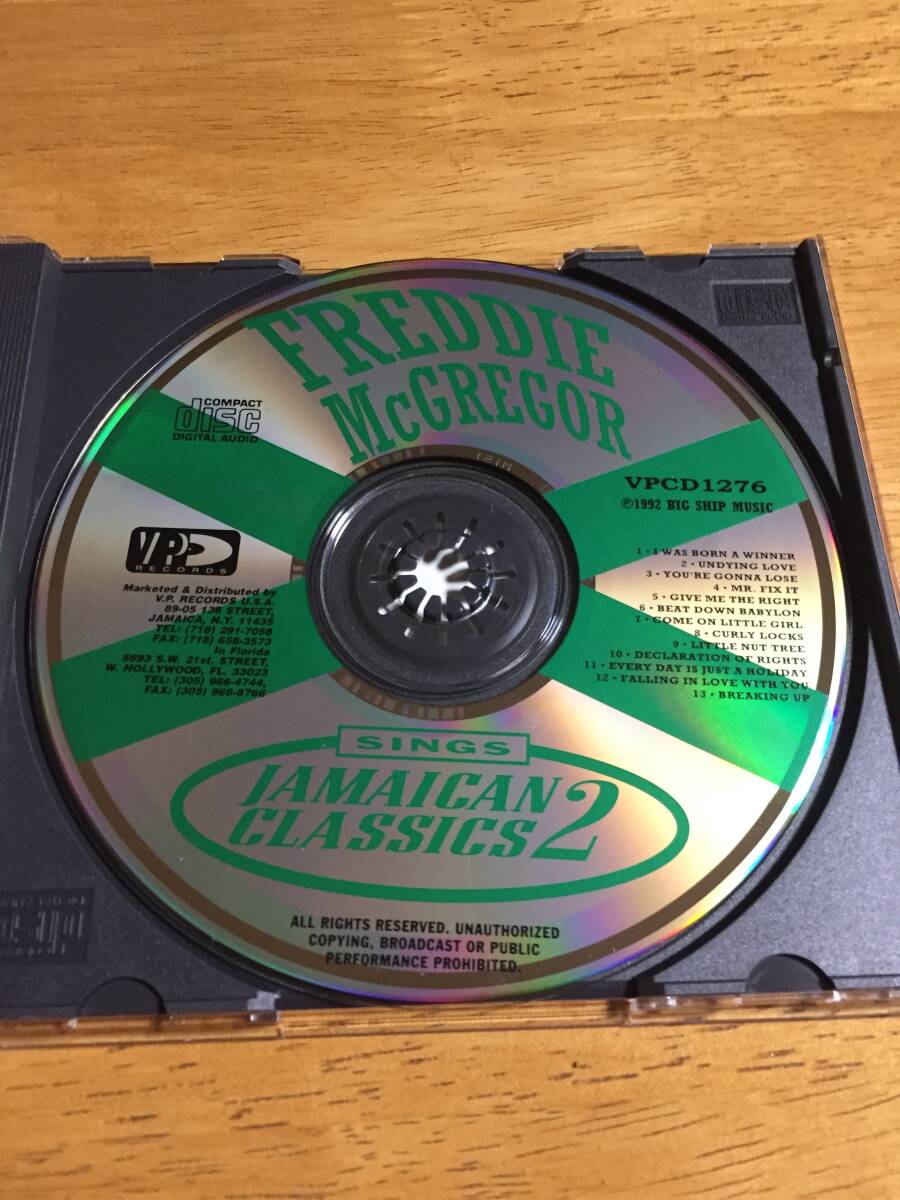 FREDDIE
McGREGOR
COMPACT
disc
DIGITAL AUDIO
VPCD1276
℗1992 BIG SHIP MUSIC
VP
RECORDS
Marketed & Distributed by
V.P. RECORDS U.S.A.
89-05 138 STREET,
JAMAICA, N.Y. 11435
TEL: (718) 291-7058
FAX: (718) 658-3573
In Florida
5893 S.W. 21st, STREET,
W. HOLLYWOOD, FL. 33023
TEL: (305) 966-4744,
FAX: (305) 966-8766
1 • I WAS BORN A WINNER
2 • UNDYING LOVE
3 • YOU'RE GONNA LOSE
4 • MR. FIX IT
5 • GIVE ME THE RIGHT
6 • BEAT DOWN BABYLON
7 • COME ON LITTLE GIRL
8 • CURLY LOCKS
9 • LITTLE NUT TREE
10 • DECLARATION OF RIGHTS
11 • EVERY DAY IS JUST A HOLIDAY
12 • FALLING IN LOVE WITH YOU
13 • BREAKING UP
SINGS
JAMAICAN
CLASSICS 2
ALL RIGHTS RESERVED. UNAUTHORIZED
COPYING, BROADCAST OR PUBLIC
PERFORMANCE PROHIBITED.